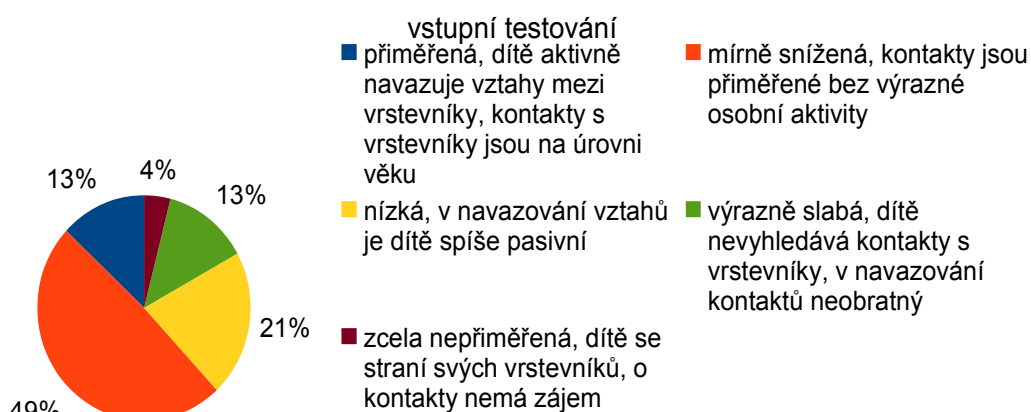 vstupní testování
přiměřená, dítě aktivně
navazuje vztahy mezi
vrstevníky, kontakty s
vrstevníky jsou na úrovni
věku
mírně snížená, kontakty jsou
přiměřené bez výrazné
osobní aktivity
nízká, v navazování vztahů
je dítě spíše pasivní
výrazně slabá, dítě
nevyhledává kontakty s
vrstevníky, v navazování
kontaktů neobratný
zcela nepřiměřená, dítě se
straní svých vrstevníků, o
kontakty nemá zájem
13%
4%
13%
21%
49%